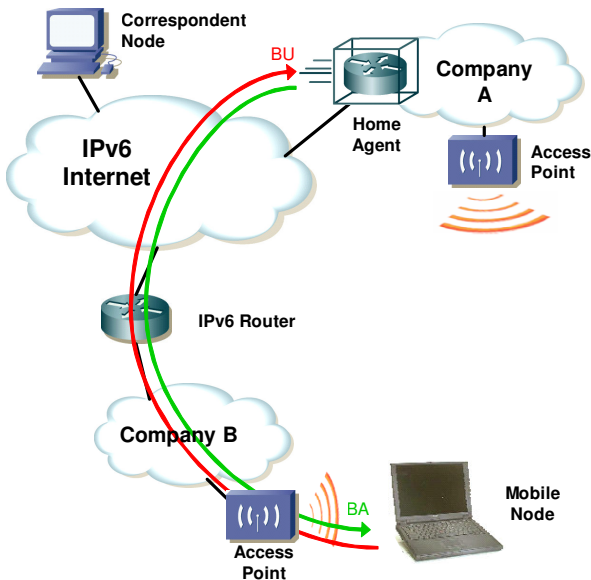 Correspondent
Node
BU
Company
A
Home
Agent
Access
Point
IPv6
Internet
IPv6 Router
Company B
BA
Mobile
Node
Access
Point